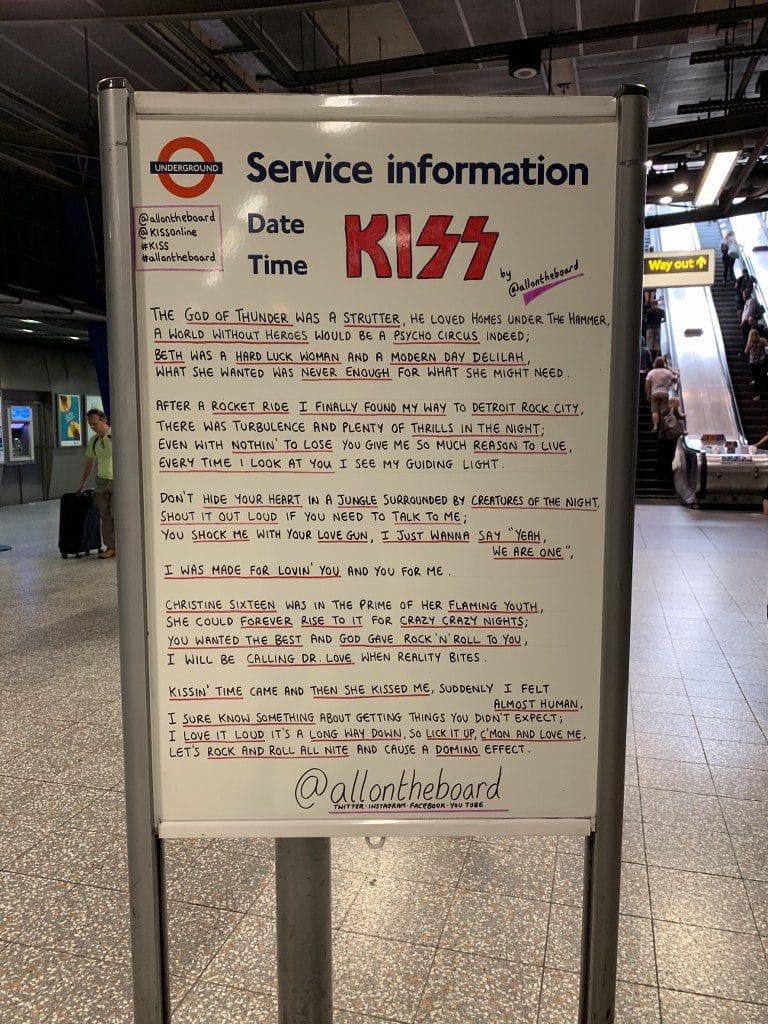 UNDERGROUND
Service information
@allontheboard
@KISSonline
#KISS
#allontheboard
Date
Time
KISS
by
@allontheboard
Way out
THE GOD OF THUNDER WAS A STRUTTER, HE LOVED HOMES UNDER THE HAMMER,
A WORLD WITHOUT HEROES WOULD BE A PSYCHO CIRCUS INDEED;
BETH WAS A HARD LUCK WOMAN AND A MODERN DAY DELILAH,
WHAT SHE WANTED WAS NEVER ENOUGH FOR WHAT SHE MIGHT NEED.
AFTER A ROCKET RIDE I FINALLY FOUND MY WAY TO DETROIT ROCK CITY,
THERE WAS TURBULENCE AND PLENTY OF THRILLS IN THE NIGHT;
EVEN WITH NOTHIN' TO LOSE YOU GIVE ME SO MUCH REASON TO LIVE,
EVERY TIME I LOOK AT YOU I SEE MY GUIDING LIGHT.
DON'T HIDE YOUR HEART IN A JUNGLE SURROUNDED BY CREATURES OF THE NIGHT,
SHOUT IT OUT LOUD IF YOU NEED TO TALK TO ME;
YOU SHOCK ME WITH YOUR LOVE GUN, I JUST WANNA SAY "YEAH,
WE ARE ONE",
I WAS MADE FOR LOVIN' YOU AND YOU FOR ME.
CHRISTINE SIXTEEN WAS IN THE PRIME OF HER FLAMING YOUTH,
SHE COULD FOREVER RISE TO IT FOR CRAZY CRAZY NIGHTS;
YOU WANTED THE BEST AND GOD GAVE ROCK 'N' ROLL TO YOU,
I WILL BE CALLING DR. LOVE WHEN REALITY BITES.
KISSIN' TIME CAME AND THEN SHE KISSED ME, SUDDENLY I FELT
ALMOST HUMAN,
I SURE KNOW SOMETHING ABOUT GETTING THINGS YOU DIDN'T EXPECT;
I LOVE IT LOUD IT'S A LONG WAY DOWN, SO LICK IT UP, C'MON AND LOVE ME,
LET'S ROCK AND ROLL ALL NITE AND CAUSE A DOMINO EFFECT.
@allontheboard
TWITTER·INSTAGRAM·FACEBOOK·YOU TUBE